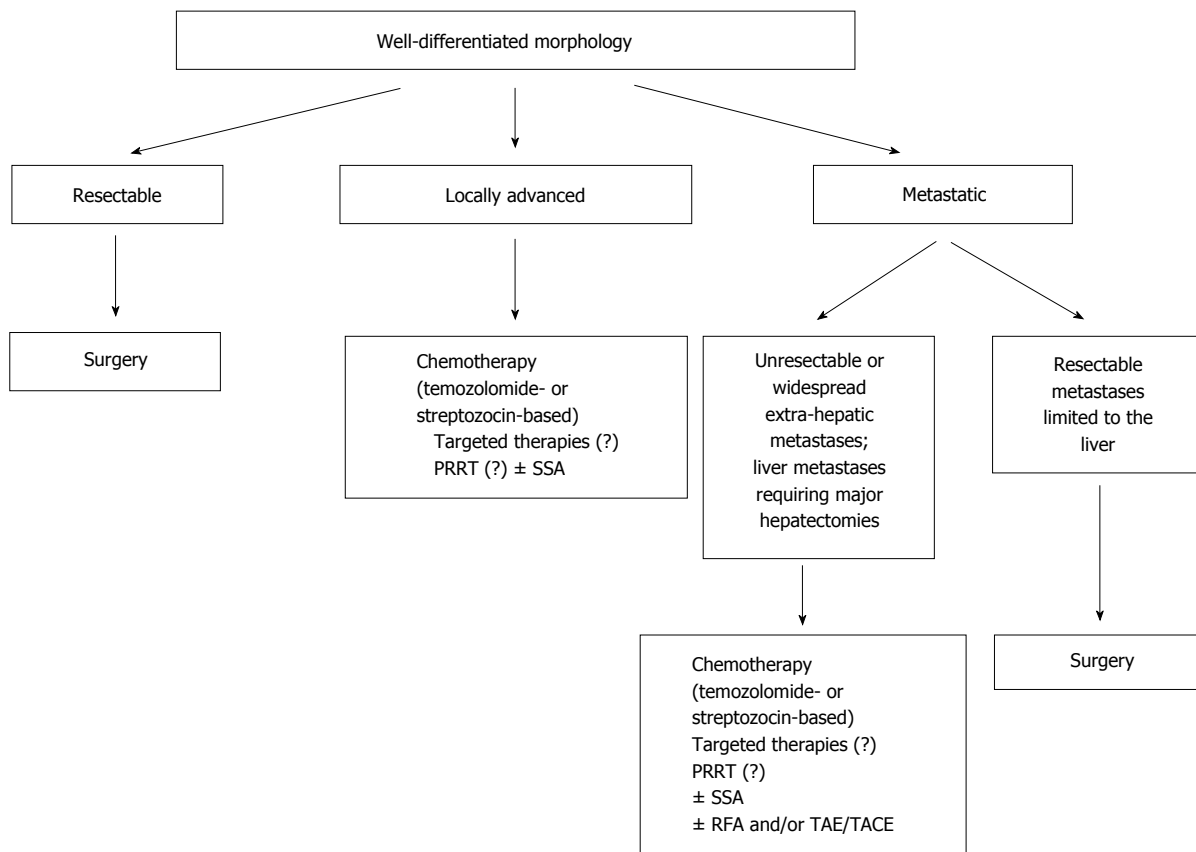 Well-differentiated morphology
Resectable
Locally advanced
Metastatic
Surgery
Chemotherapy
(temozolomide- or
streptozocin-based)
Targeted therapies (?)
PRRT (?) ± SSA
Unresectable or
widespread
extra-hepatic
metastases;
liver metastases
requiring major
hepatectomies
Resectable
metastases
limited to the
liver
Chemotherapy
(temozolomide- or
streptozocin-based)
Targeted therapies (?)
PRRT (?)
± SSA
± RFA and/or TAE/TACE
Surgery